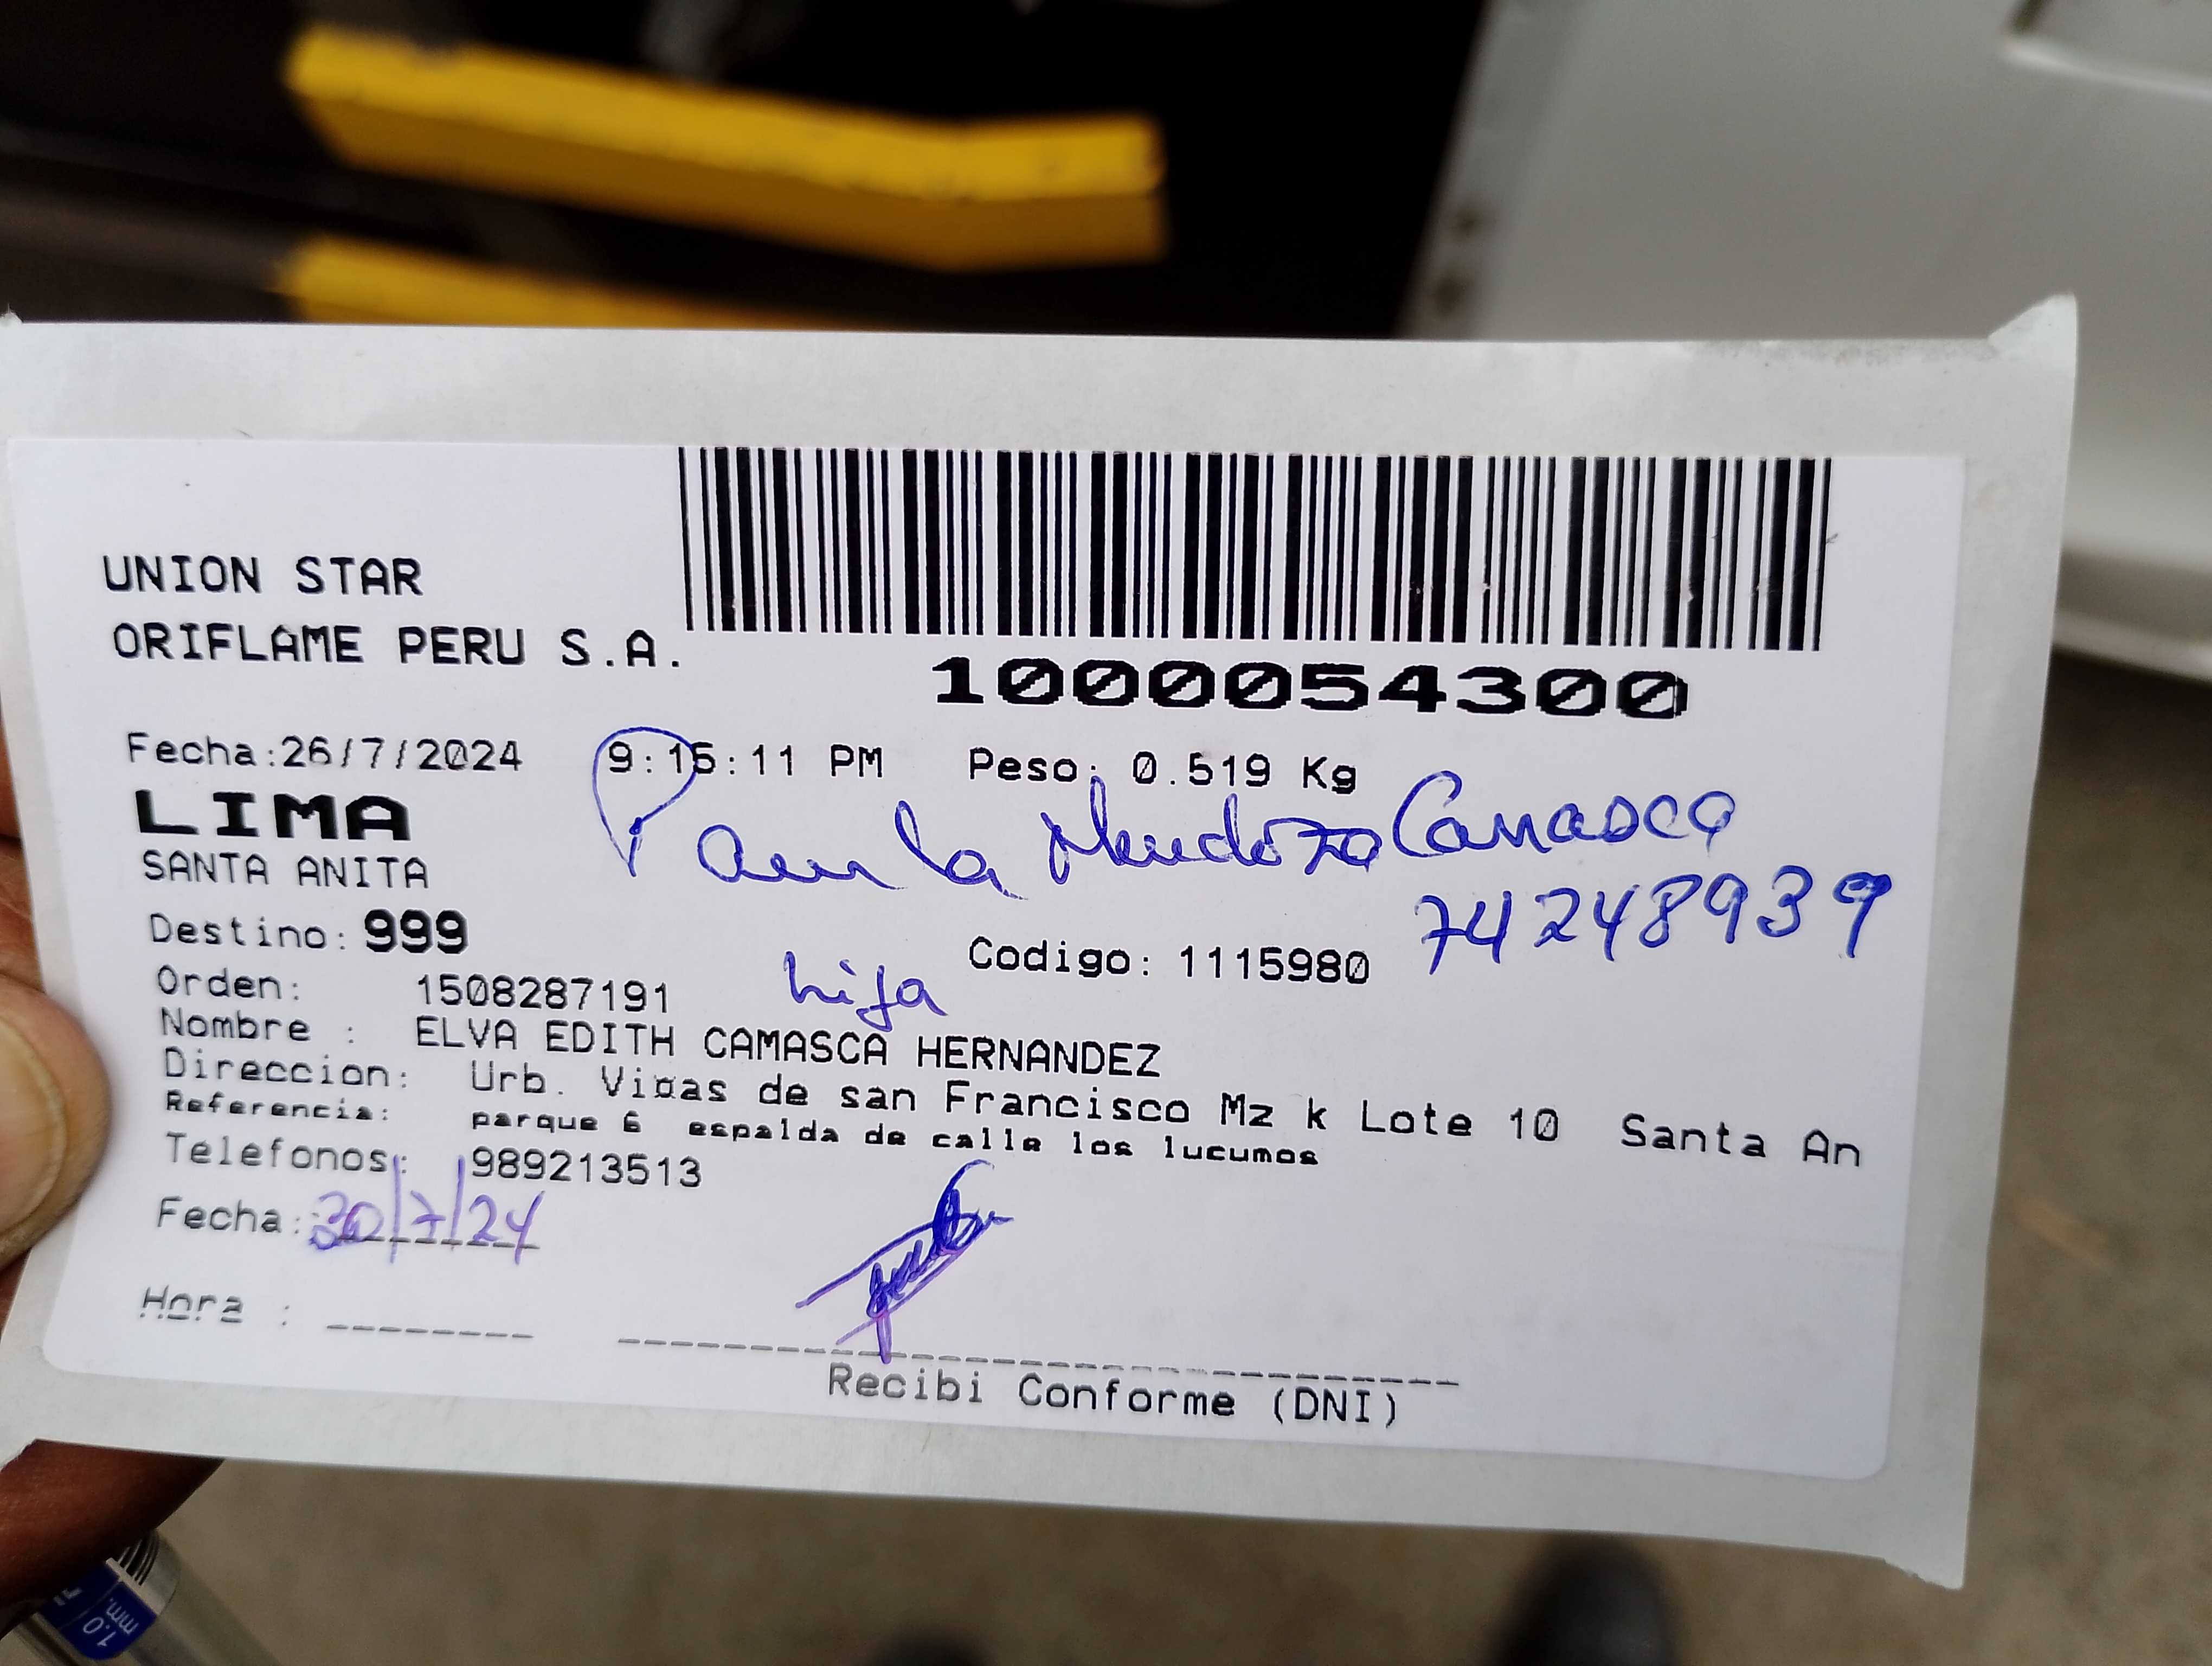 UNION STAR
ORIFLAME PERU S.A.
1000054300
Fecha:26/7/2024 9:15:11 PM Peso: 0.519 Kg
LIMA
Paula Mendoza Camasca
SANTA ANITA
74248939
Destino: 999
Codigo: 1115980
Orden: 1508287191
hija
Nombre : ELVA EDITH CAMASCA HERNANDEZ
Direccion: Urb. Viñas de san Francisco Mz k Lote 10 Santa An
Referencia: parque 6 espalda de calle los lucumos
Telefonos: 989213513
Fecha: 30/7/24
Hora :
Recibi Conforme (DNI)
1.0
mm.